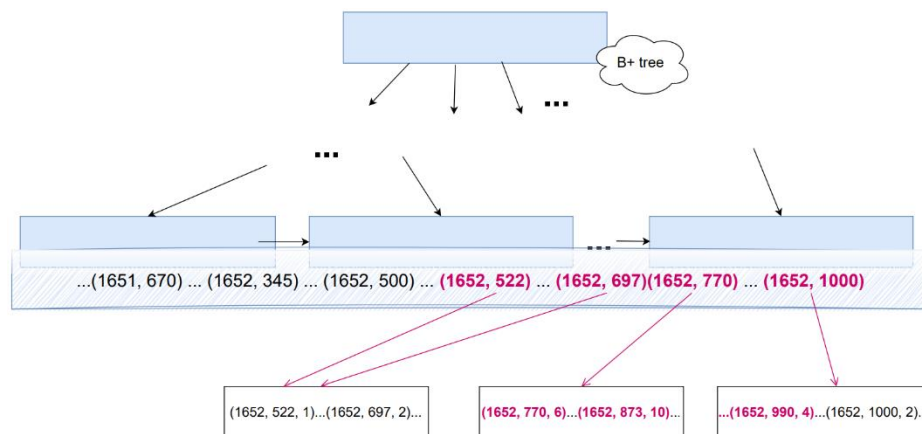 B+ tree
...
...
...
...(1651, 670) ... (1652, 345) ... (1652, 500) ... (1652, 522) ... (1652, 697)(1652, 770) ... (1652, 1000)
(1652, 522, 1)...(1652, 697, 2)...
(1652, 770, 6)...(1652, 873, 10)...
...(1652, 990, 4)...(1652, 1000, 2)...